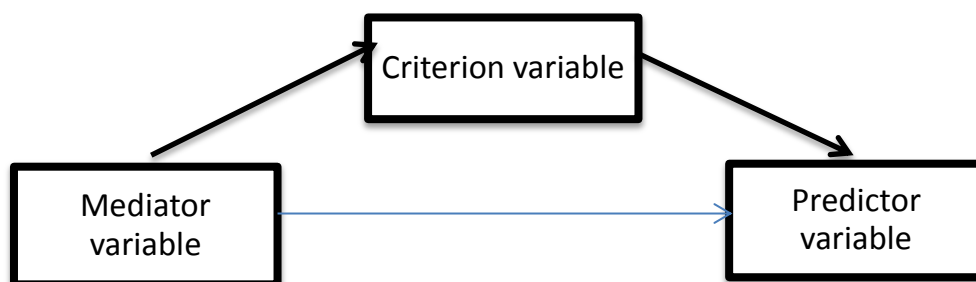 Criterion variable
Mediator
variable
Predictor
variable